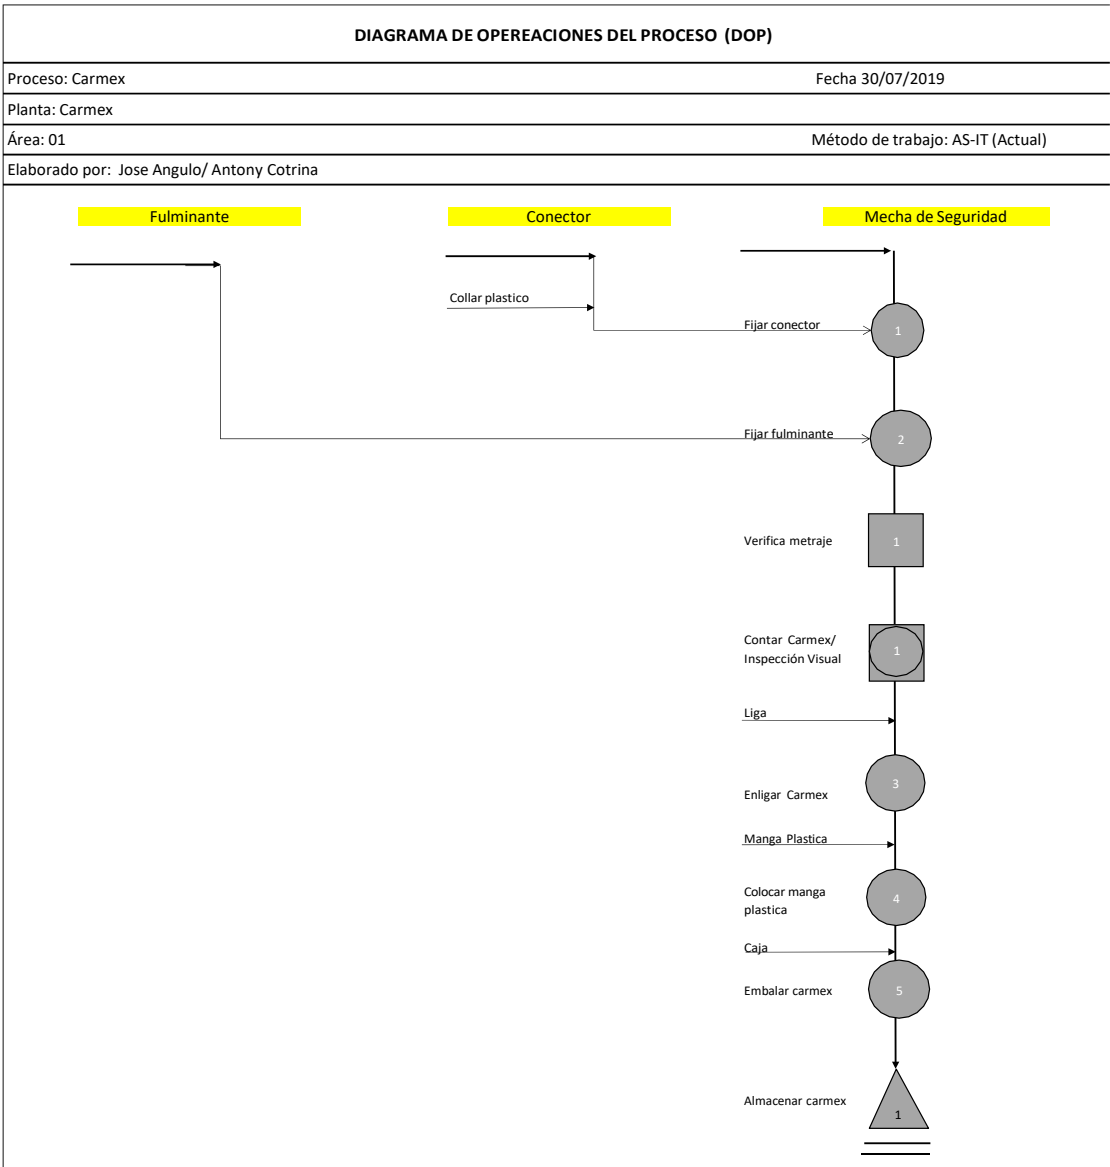 DIAGRAMA DE OPEREACIONES DEL PROCESO (DOP)
Proceso: Carmex
Fecha 30/07/2019
Planta: Carmex
Área: 01
Método de trabajo: AS-IT (Actual)
Elaborado por: Jose Angulo/ Antony Cotrina
Fulminante
Conector
Mecha de Seguridad
Collar plastico
Fijar conector
1
Fijar fulminante
2
Verifica metraje
1
Contar Carmex/
Inspección Visual
1
Liga
3
Enligar Carmex
Manga Plastica
Colocar manga
plastica
4
Caja
Embalar carmex
5
Almacenar carmex
1